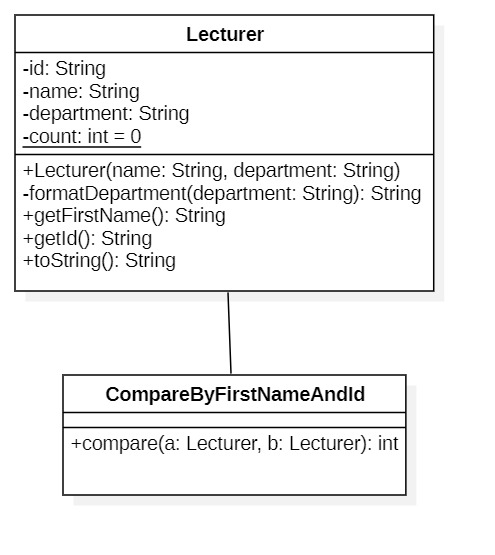 Lecturer
-id: String
-name: String
-department: String
-count: int = 0
+Lecturer(name: String, department: String)
-formatDepartment(department: String): String
+getFirstName(): String
+getId(): String
+toString(): String
CompareByFirstNameAndId
+compare(a: Lecturer, b: Lecturer): int